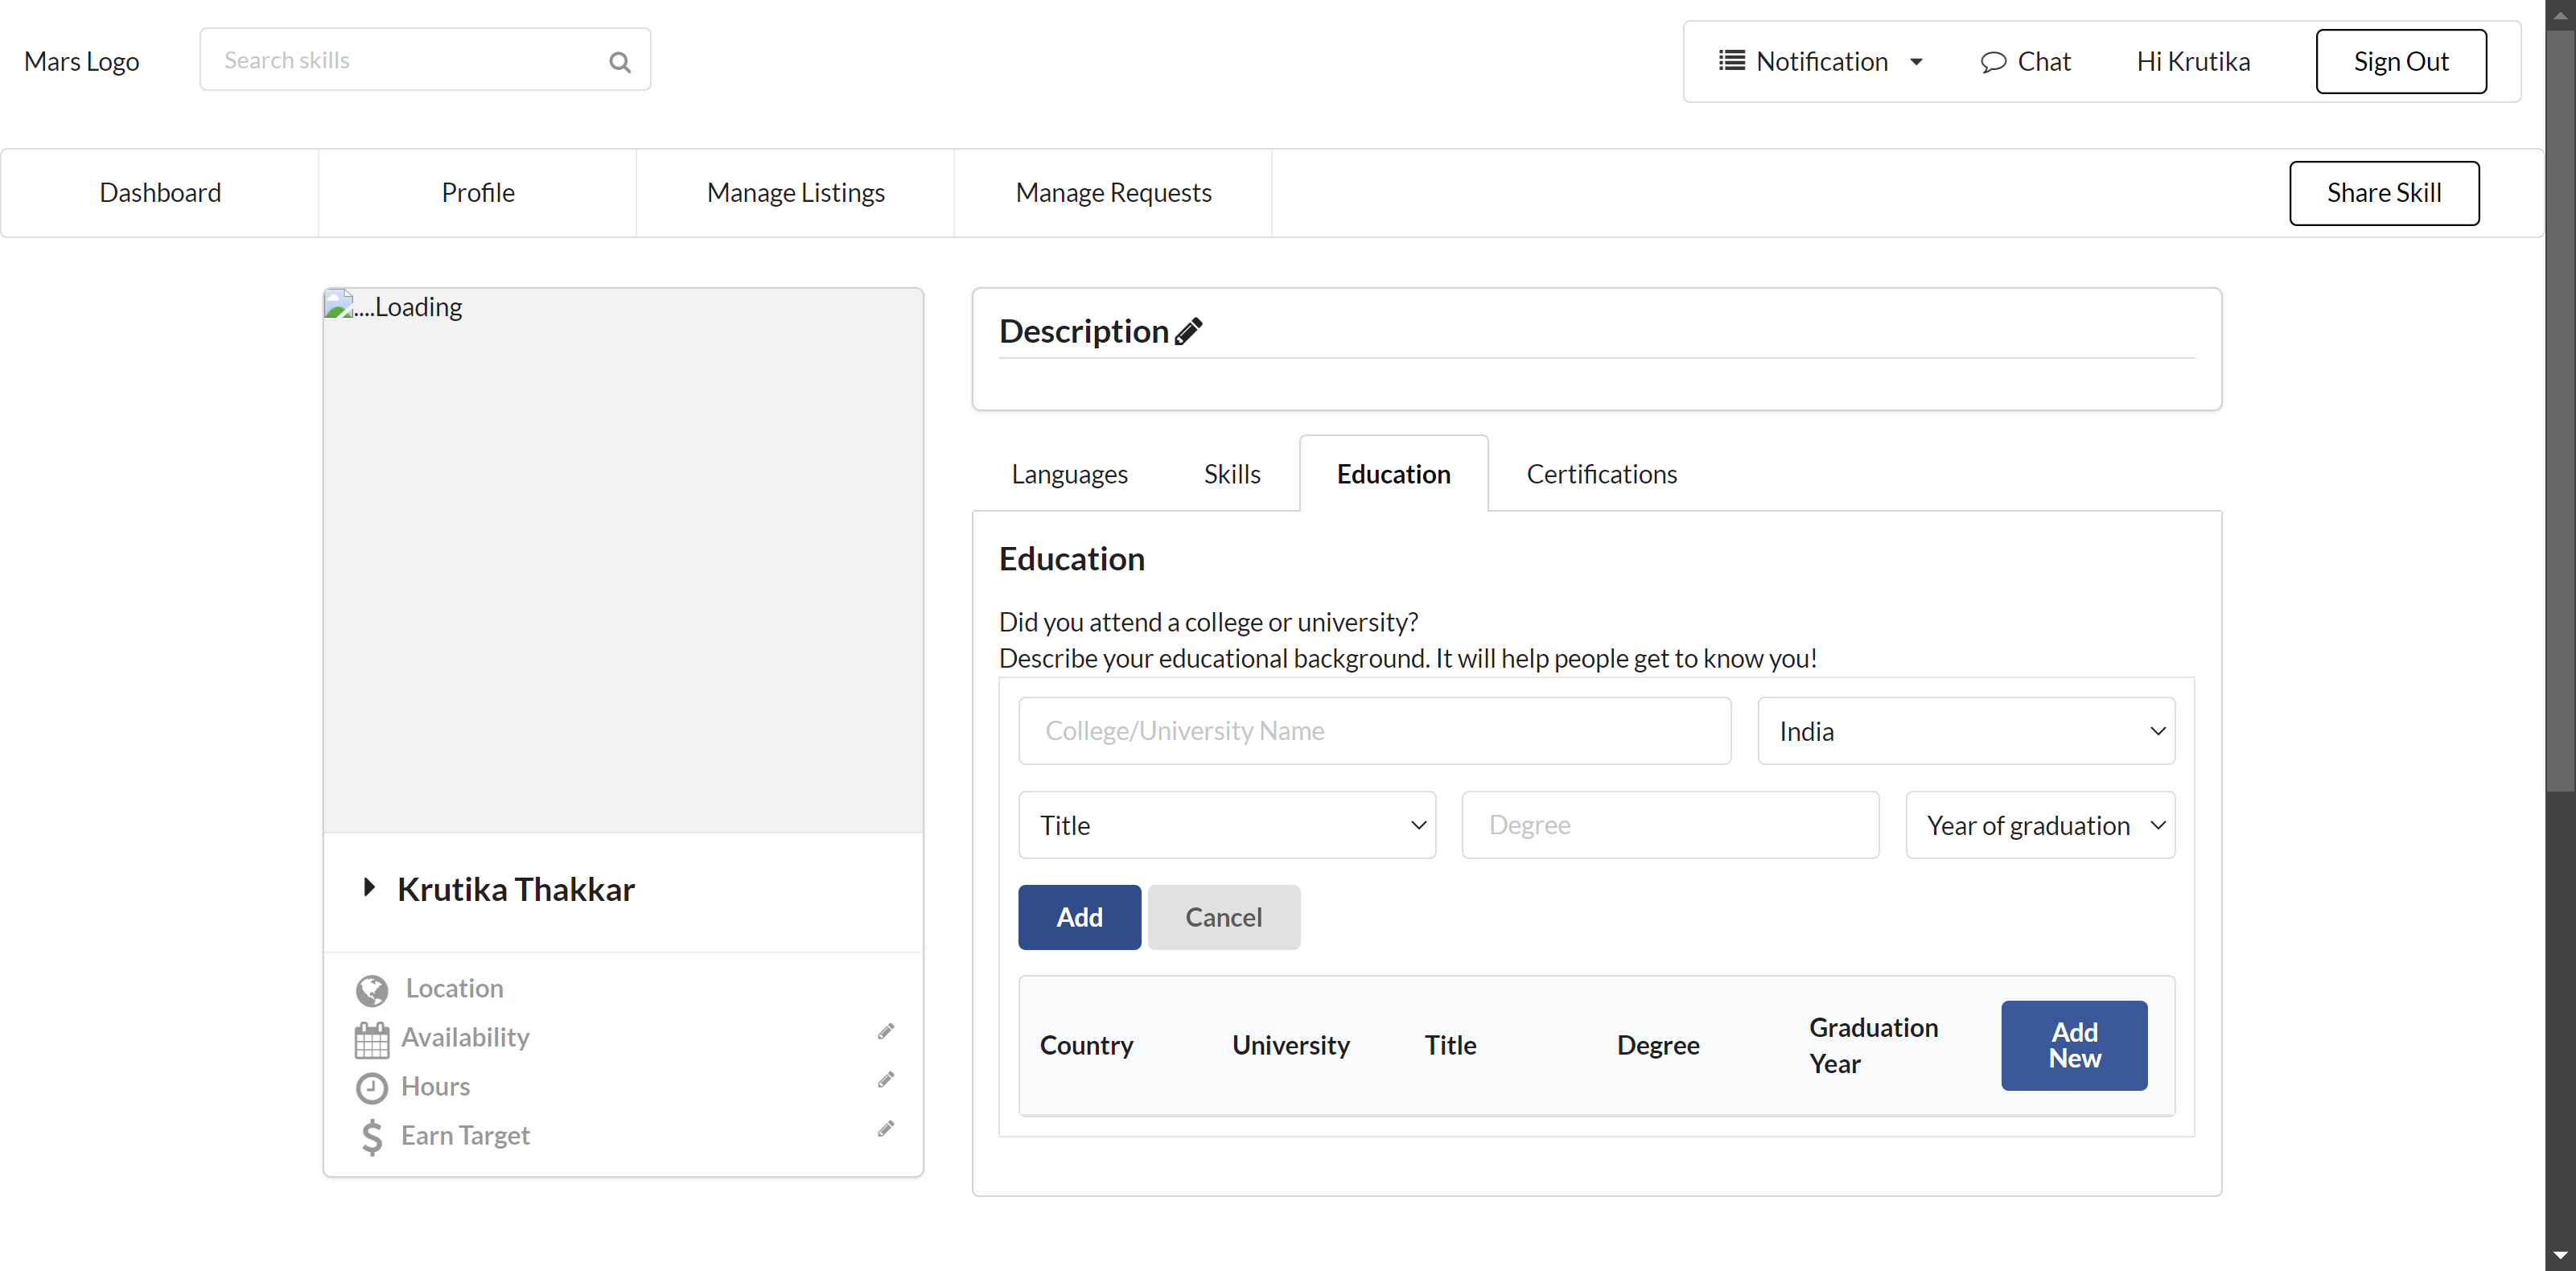 Mars Logo
Search skills
Notification
Chat
Hi Krutika
Sign Out
Dashboard
Profile
Manage Listings
Manage Requests
Share Skill
....Loading
Krutika Thakkar
Location
Availability
Hours
Earn Target
Description
Languages
Skills
Education
Certifications
Education
Did you attend a college or university?
Describe your educational background. It will help people get to know you!
College/University Name
India
Title
Degree
Year of graduation
Add
Cancel
Country
University
Title
Degree
Graduation
Year
Add
New